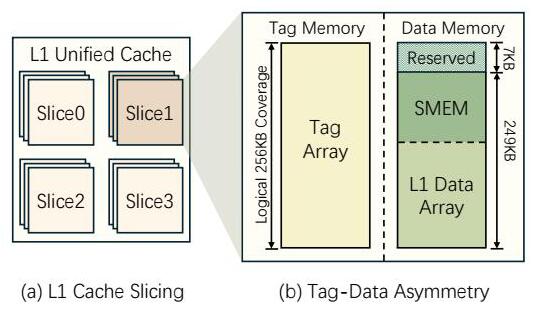 L1 Unified Cache
Slice0
Slice1
Slice2
Slice3
(a) L1 Cache Slicing
Tag Memory
Data Memory
Logical 256KB Coverage
Tag
Array
Reserved
7KB
SMEM
249KB
L1 Data
Array
(b) Tag-Data Asymmetry